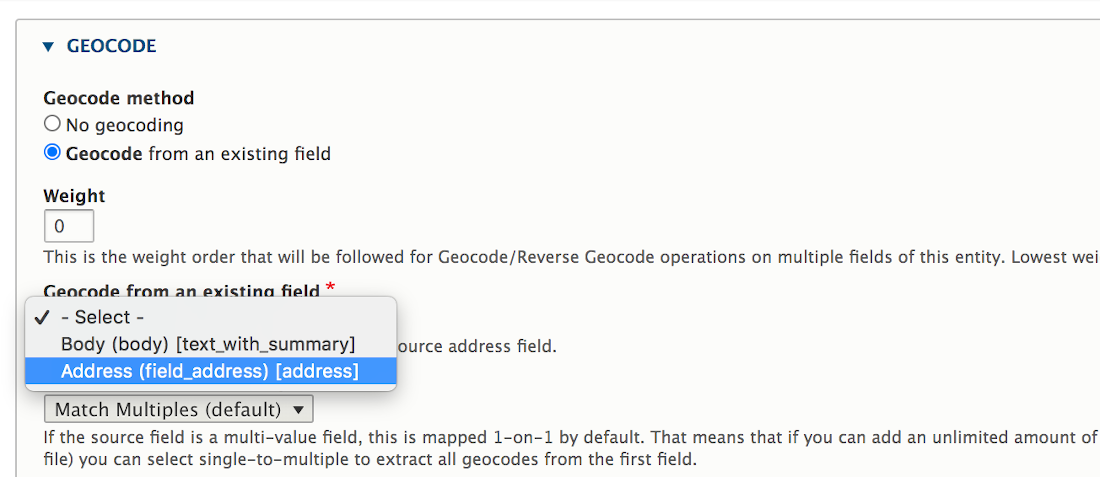 ▼ GEOCODE
Geocode method
No geocoding
Geocode from an existing field
Weight
0
This is the weight order that will be followed for Geocode/Reverse Geocode operations on multiple fields of this entity. Lowest wei
Geocode from an existing field *
✓ - Select -
Body (body) [text_with_summary]
ource address field.
Address (field_address) [address]
Match Multiples (default) ▼
If the source field is a multi-value field, this is mapped 1-on-1 by default. That means that if you can add an unlimited amount of
file) you can select single-to-multiple to extract all geocodes from the first field.